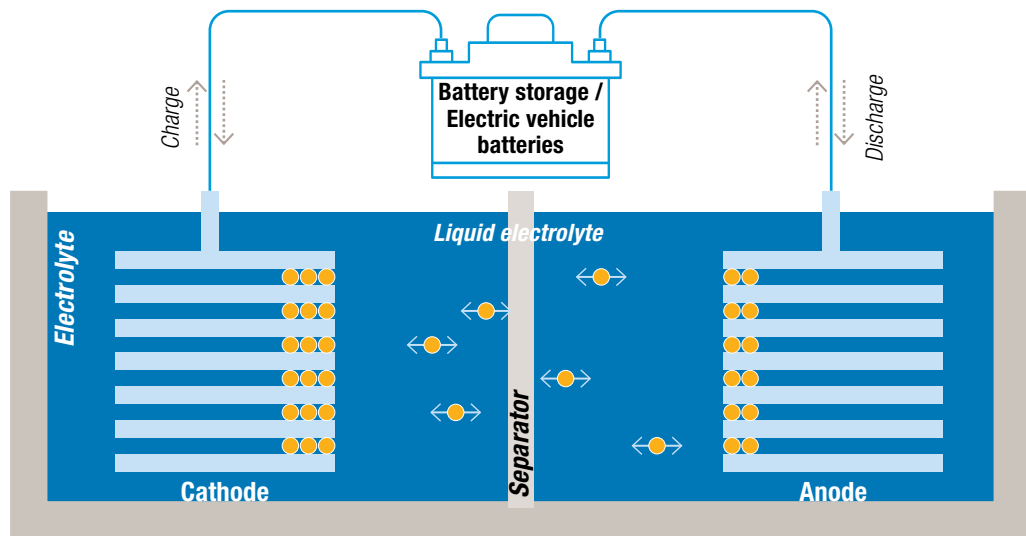 Battery storage /
Electric vehicle
batteries
Charge
Discharge
Liquid electrolyte
Electrolyte
Separator
Cathode
Anode